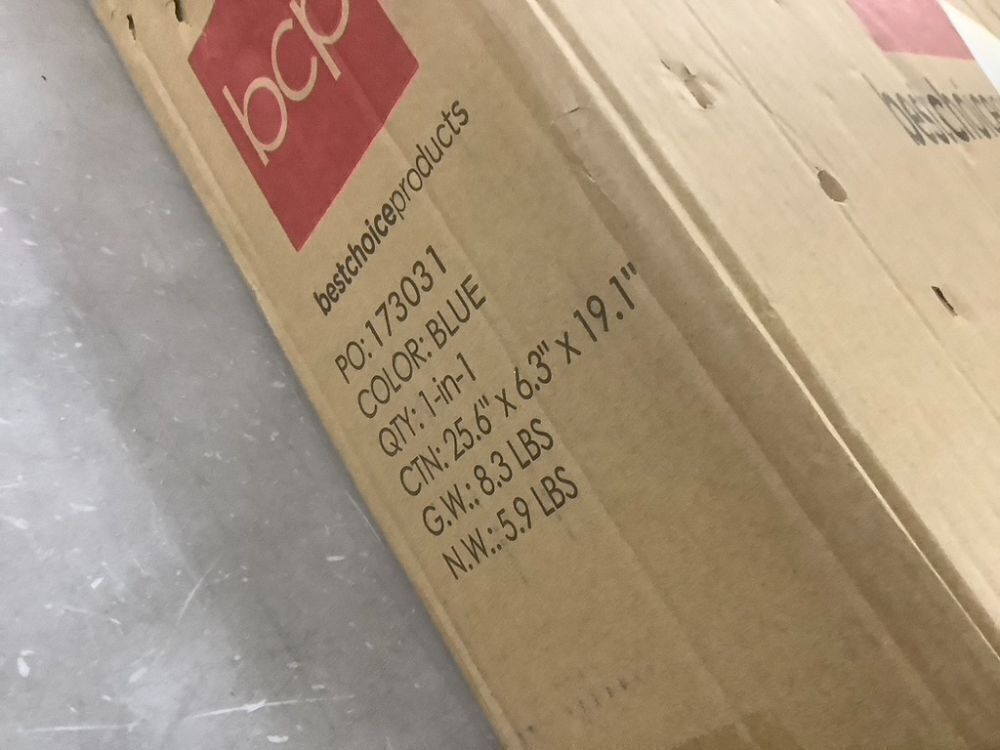 bcp
bestchoiceproducts
PO: 173031
COLOR: BLUE
QTY: 1-in-1
CTN: 25.6" X 6.3" X 19.1"
G.W.: 8.3 LBS
N.W.: 5.9 LBS
bestchoice